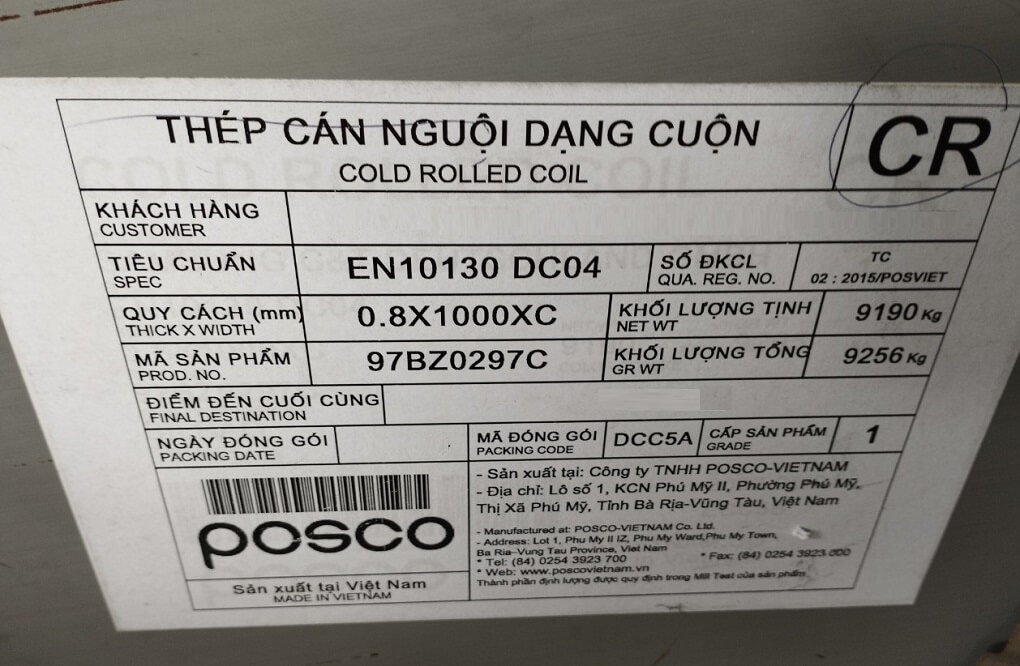 THÉP CÁN NGUỘI DẠNG CUỘN
COLD ROLLED COIL
CR
KHÁCH HÀNG
CUSTOMER
TIÊU CHUẨN
SPEC
EN10130 DC04
SỐ ĐKCL
QUA. REG. NO.
TC
02 : 2015/POSVIET
QUY CÁCH (mm)
THICK X WIDTH
0.8X1000XC
KHỐI LƯỢNG TỊNH
NET WT
9190 Kg
MÃ SẢN PHẨM
PROD. NO.
97BZ0297C
KHỐI LƯỢNG TỔNG
GR WT
9256 Kg
ĐIỂM ĐẾN CUỐI CÙNG
FINAL DESTINATION
NGÀY ĐÓNG GÓI
PACKING DATE
MÃ ĐÓNG GÓI
PACKING CODE
DCC5A
CẤP SẢN PHẨM
GRADE
1
posco
Sản xuất tại Việt Nam
MADE IN VIETNAM
- Sản xuất tại: Công ty TNHH POSCO-VIETNAM
- Địa chỉ: Lô số 1, KCN Phú Mỹ II, Phường Phú Mỹ,
Thị Xã Phú Mỹ, Tỉnh Bà Rịa-Vũng Tàu, Việt Nam
- Manufactured at: POSCO-VIETNAM Co. Ltd.
- Address: Lot 1, Phu My II IZ, Phu My Ward,Phu My Town,
Ba Ria-Vung Tau Province, Viet Nam
* Tel: (84) 0254 3923 700
* Fax: (84) 0254 3923
* Web: www.poscovietnam.vn
Thành phần định lượng được quy định trong Mill Test của sản phẩm